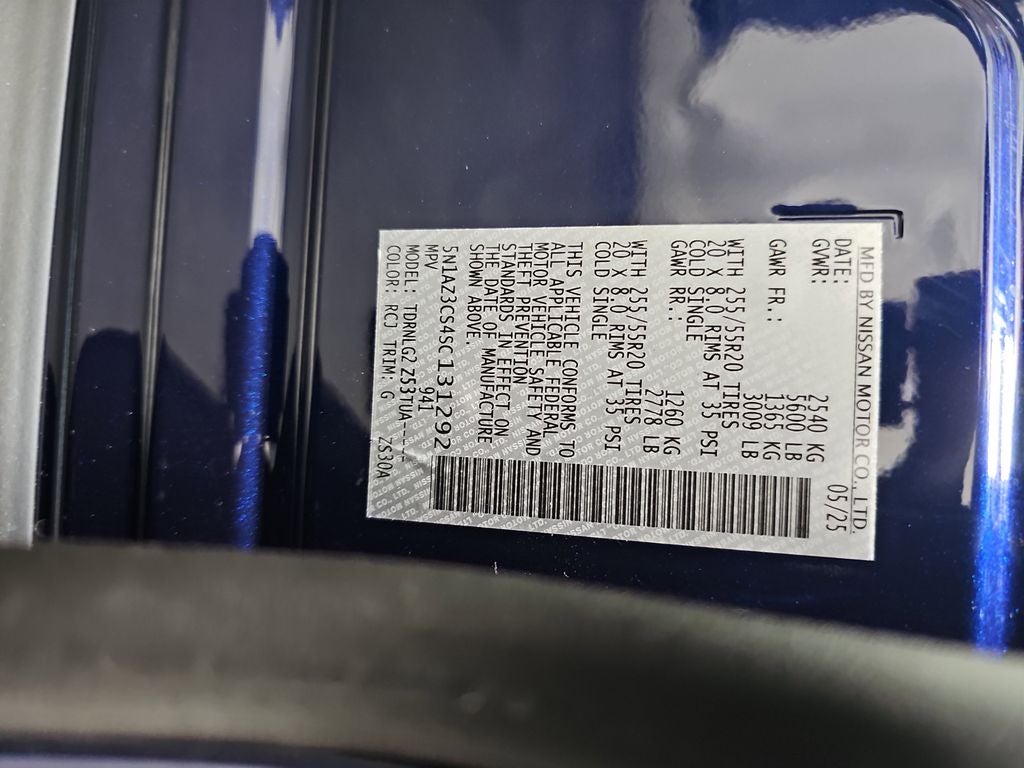 MFD BY NISSAN MOTOR CO., LTD.
DATE: 05/25
GVWR: 2540 KG
5600 LB
GAWR FR.: 1365 KG
3009 LB
WITH 255/55R20 TIRES
20 X 8.0 RIMS AT 35 PSI
COLD SINGLE
GAWR RR.: 1260 KG
2778 LB
WITH 255/55R20 TIRES
20 X 8.0 RIMS AT 35 PSI
COLD SINGLE
THIS VEHICLE CONFORMS TO
ALL APPLICABLE FEDERAL
MOTOR VEHICLE SAFETY AND
THEFT PREVENTION
STANDARDS IN EFFECT ON
THE DATE OF MANUFACTURE
SHOWN ABOVE.
5N1AZ3CS4SC131292
MPV 941
MODEL: TDRNLGZ Z53TUA-----
COLOR: RCJ TRIM: G ZS30A